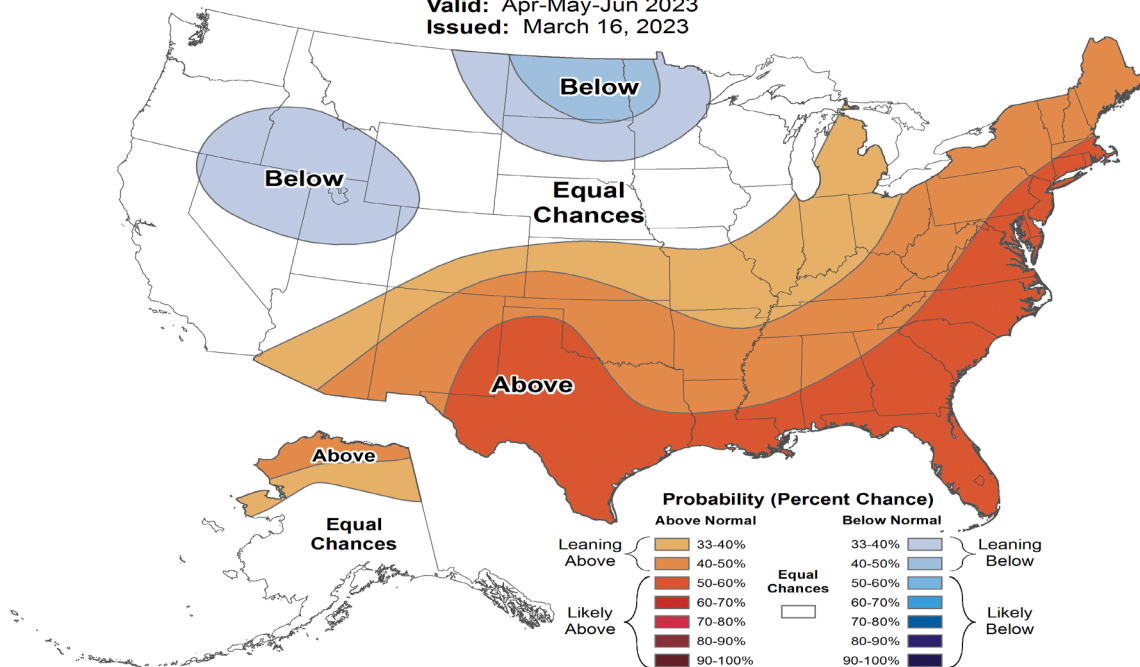 Valid: Apr-May-Jun 2023
Issued: March 16, 2023
Below
Below
Equal
Chances
Above
Above
Equal
Chances
Probability (Percent Chance)
Above Normal
Below Normal
Leaning
Above
33-40%
40-50%
50-60%
60-70%
70-80%
80-90%
90-100%
Likely
Above
Equal
Chances
33-40%
40-50%
50-60%
60-70%
70-80%
80-90%
90-100%
Leaning
Below
Likely
Below